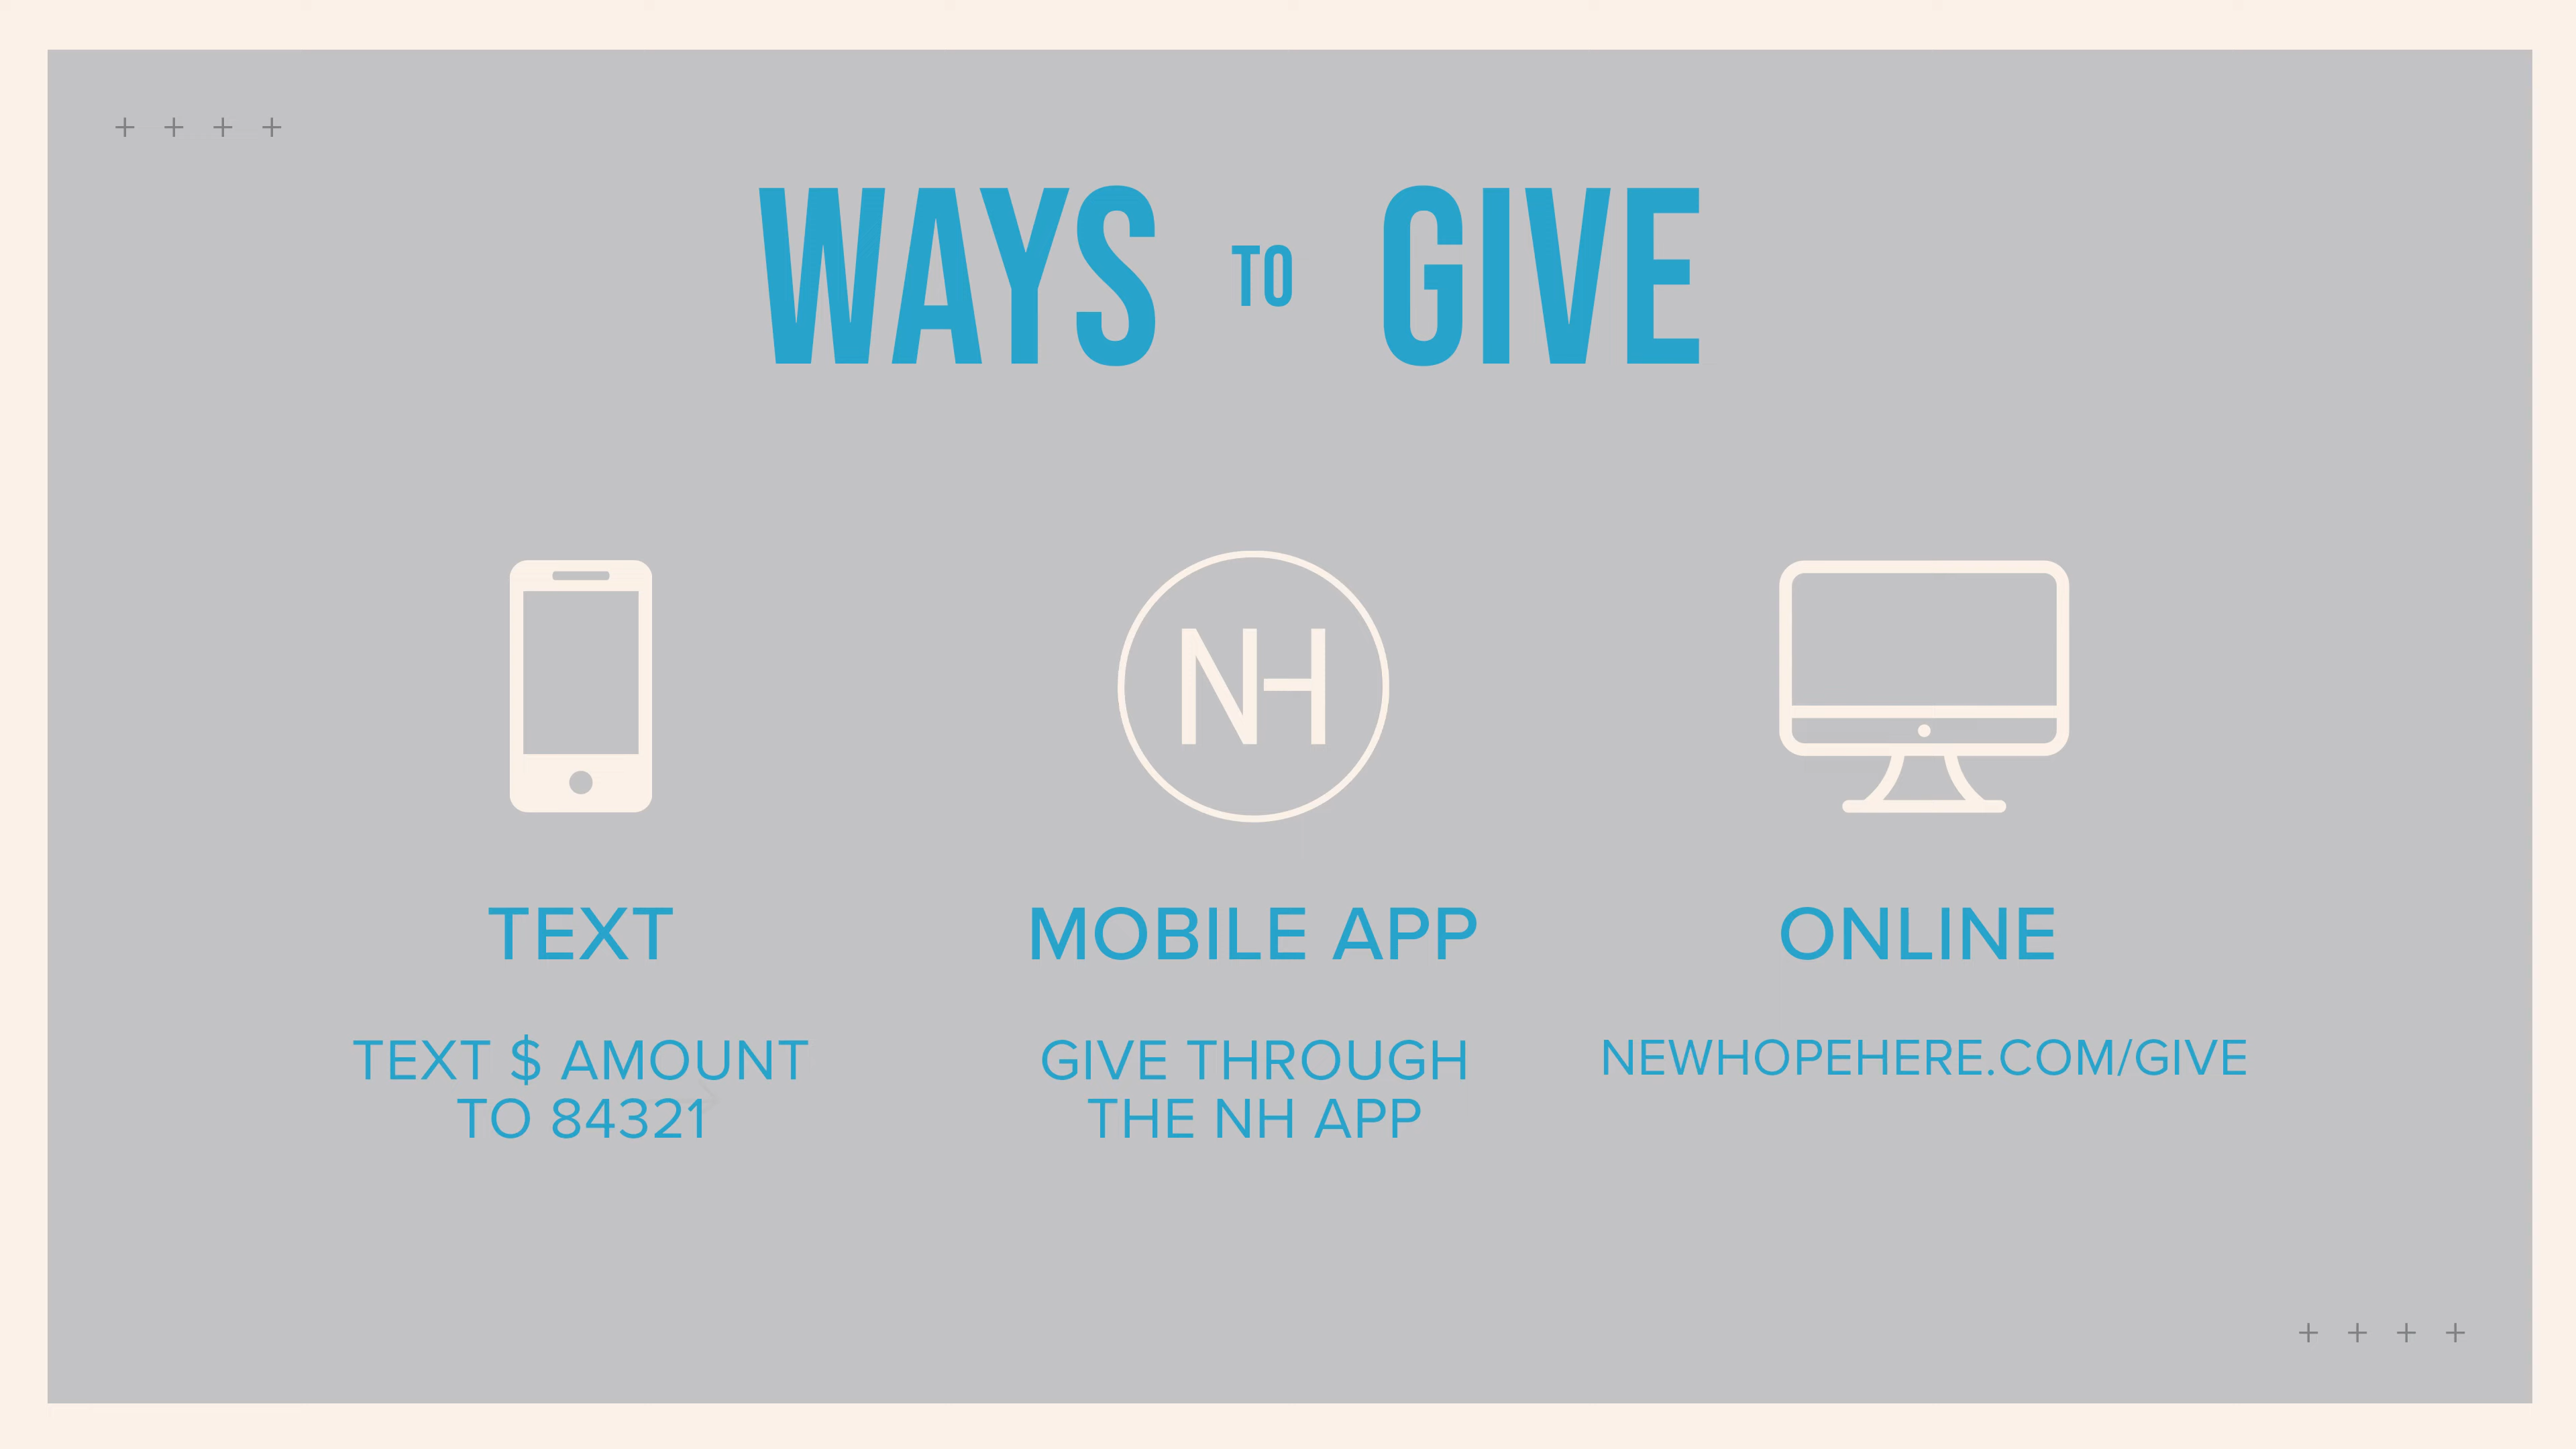 WAYS TO GIVE
NH
TEXT
TEXT $ AMOUNT
TO 84321
MOBILE APP
GIVE THROUGH
THE NH APP
ONLINE
NEWHOPEHERE.COM/GIVE